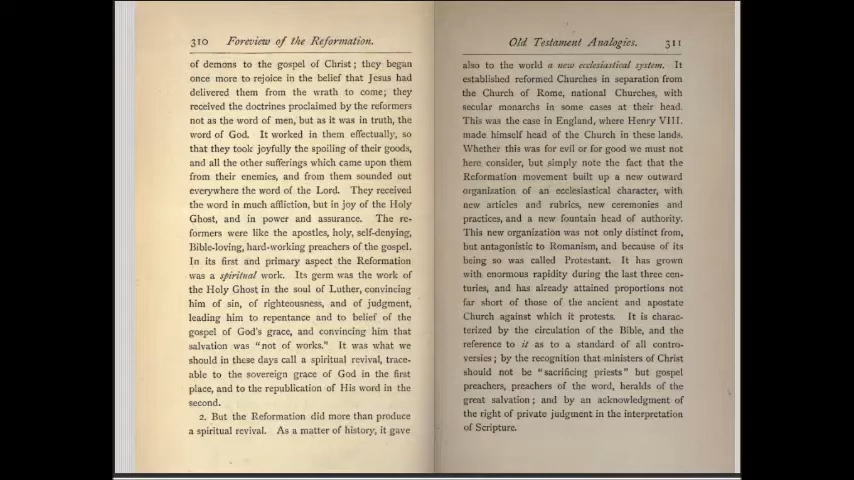 310 Foreview of the Reformation.
of demons to the gospel of Christ; they began
once more to rejoice in the belief that Jesus had
delivered them from the wrath to come; they
received the doctrines proclaimed by the reformers
not as the word of men, but as it was in truth, the
word of God. It worked in them effectually, so
that they took joyfully the spoiling of their goods,
and all the other sufferings which came upon them
from their enemies, and from them sounded out
everywhere the word of the Lord. They received
the word in much affliction, but in joy of the Holy
Ghost, and in power and assurance. The re-
formers were like the apostles, holy, self-denying,
Bible-loving, hard-working preachers of the gospel.
In its first and primary aspect the Reformation
was a spiritual work. Its germ was the work of
the Holy Ghost in the soul of Luther, convincing
him of sin, of righteousness, and of judgment,
leading him to repentance and to belief of the
gospel of God's grace, and convincing him that
salvation was "not of works." It was what we
should in these days call a spiritual revival, trace-
able to the sovereign grace of God in the first
place, and to the republication of His word in the
second.
2. But the Reformation did more than produce
a spiritual revival. As a matter of history, it gave
Old Testament Analogies. 311
also to the world a new ecclesiastical system. It
established reformed Churches in separation from
the Church of Rome, national Churches, with
secular monarchs in some cases at their head.
This was the case in England, where Henry VIII.
made himself head of the Church in these lands.
Whether this was for evil or for good we must not
here consider, but simply note the fact that the
Reformation movement built up a new outward
organization of an ecclesiastical character, with
new articles and rubrics, new ceremonies and
practices, and a new fountain head of authority.
This new organization was not only distinct from,
but antagonistic to Romanism, and because of its
being so was called Protestant. It has grown
with enormous rapidity during the last three cen-
turies, and has already attained proportions not
far short of those of the ancient and apostate
Church against which it protests. It is charac-
terized by the circulation of the Bible, and the
reference to it as to a standard of all contro-
versies; by the recognition that ministers of Christ
should not be "sacrificing priests" but gospel
preachers, preachers of the word, heralds of the
great salvation; and by an acknowledgment of
the right of private judgment in the interpretation
of Scripture.